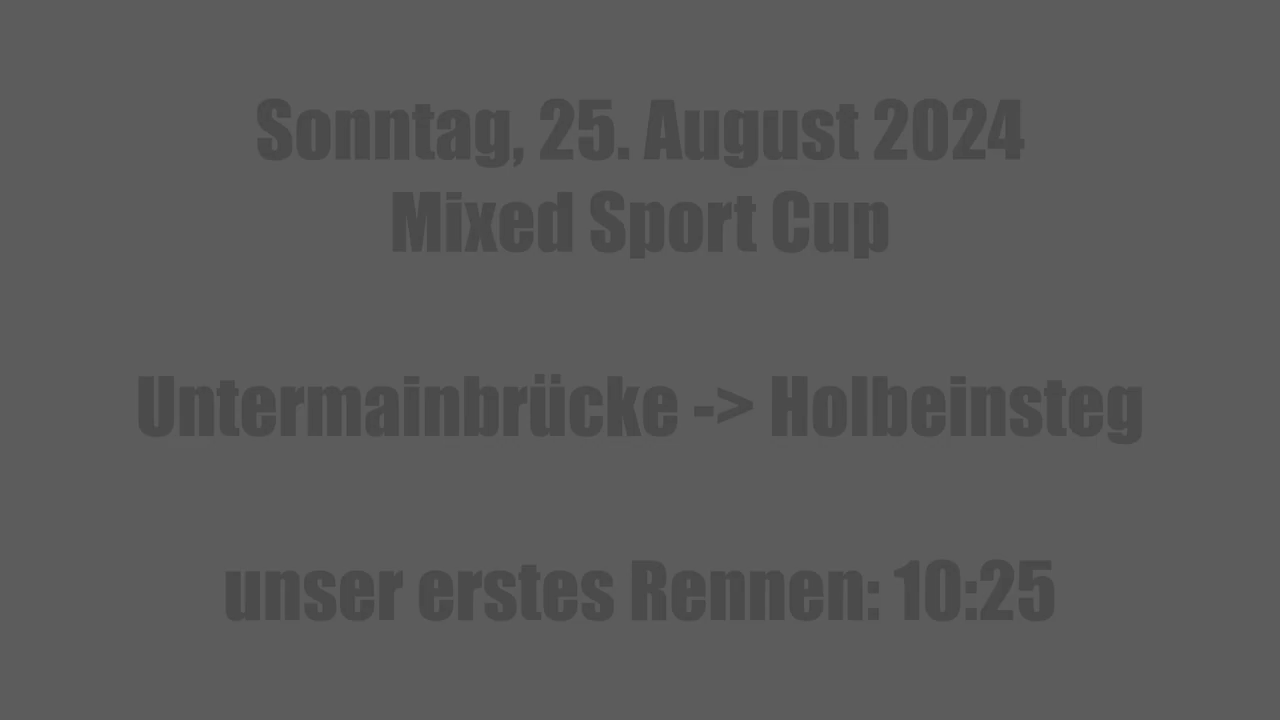 Sonntag, 25. August 2024
Mixed Sport Cup
Untermainbrücke -> Holbeinsteg
unser erstes Rennen: 10:25